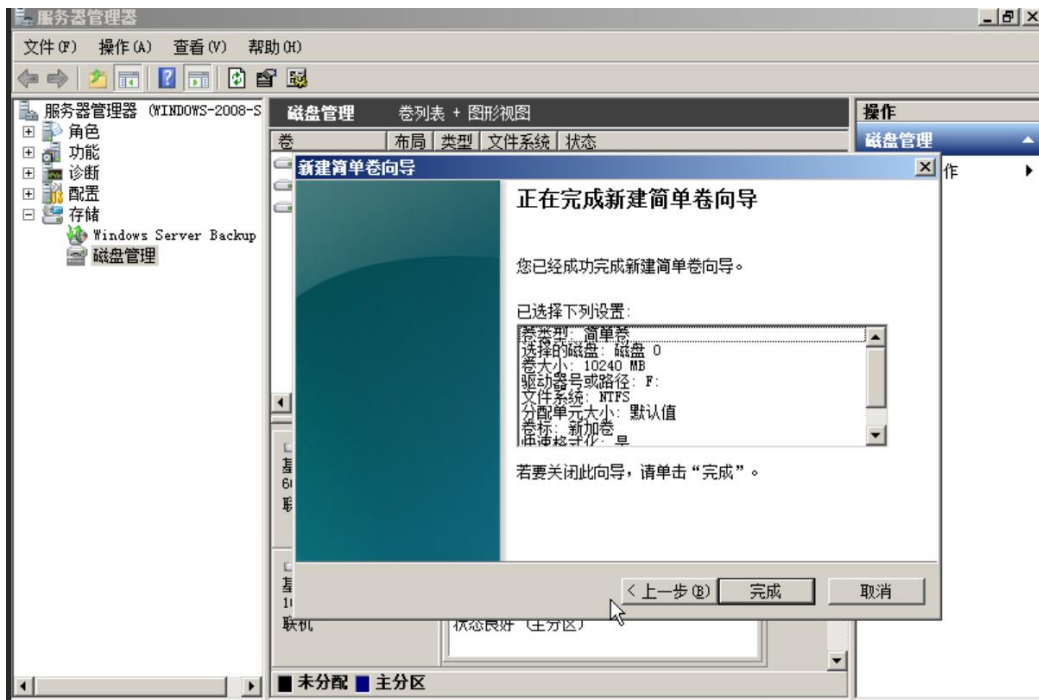 服务器管理器
文件(F) 操作(A) 查看(V) 帮助(H)
服务器管理器 (WINDOWS-2008-S
角色
功能
诊断
配置
存储
Windows Server Backup
磁盘管理
磁盘管理 卷列表 + 图形视图
卷 布局 类型 文件系统 状态
新建简单卷向导
正在完成新建简单卷向导
您已经成功完成新建简单卷向导。
已选择下列设置:
卷类型: 简单卷
选择的磁盘: 磁盘 0
卷大小: 10240 MB
驱动器号或路径: F:
文件系统: NTFS
分配单元大小: 默认值
卷标: 新加卷
快速格式化: 是
若要关闭此向导，请单击“完成”。
<上一步(B) 完成 取消
基
联机 状态良好 (主分区)
未分配 主分区
操作
磁盘管理
作